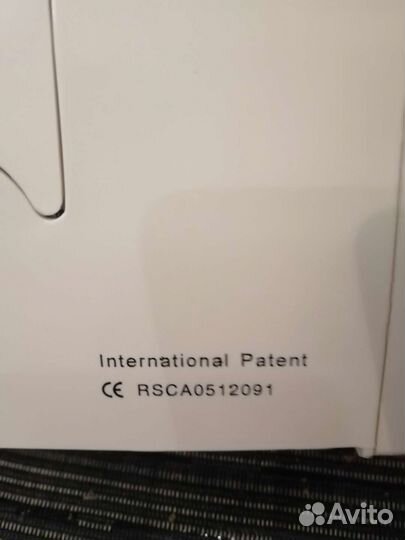 International Patent
CE RSCA0512091
Avito